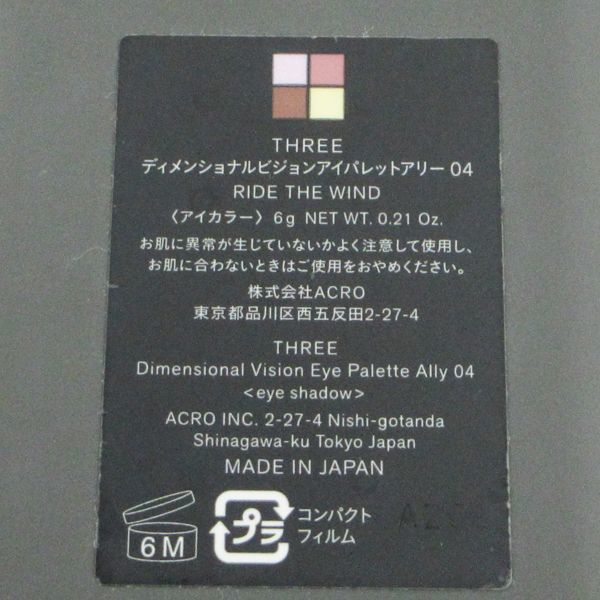 THREE
ディメンショナルビジョンアイパレットアリー 04
RIDE THE WIND
〈アイカラー〉 6g NET WT. 0.21 Oz.
お肌に異常が生じていないかよく注意して使用し、
お肌に合わないときはご使用をおやめください。
株式会社ACRO
東京都品川区西五反田2-27-4
THREE
Dimensional Vision Eye Palette Ally 04
<eye shadow>
ACRO INC. 2-27-4 Nishi-gotanda
Shinagawa-ku Tokyo Japan
MADE IN JAPAN
6M
プラ
コンパクト
フィルム